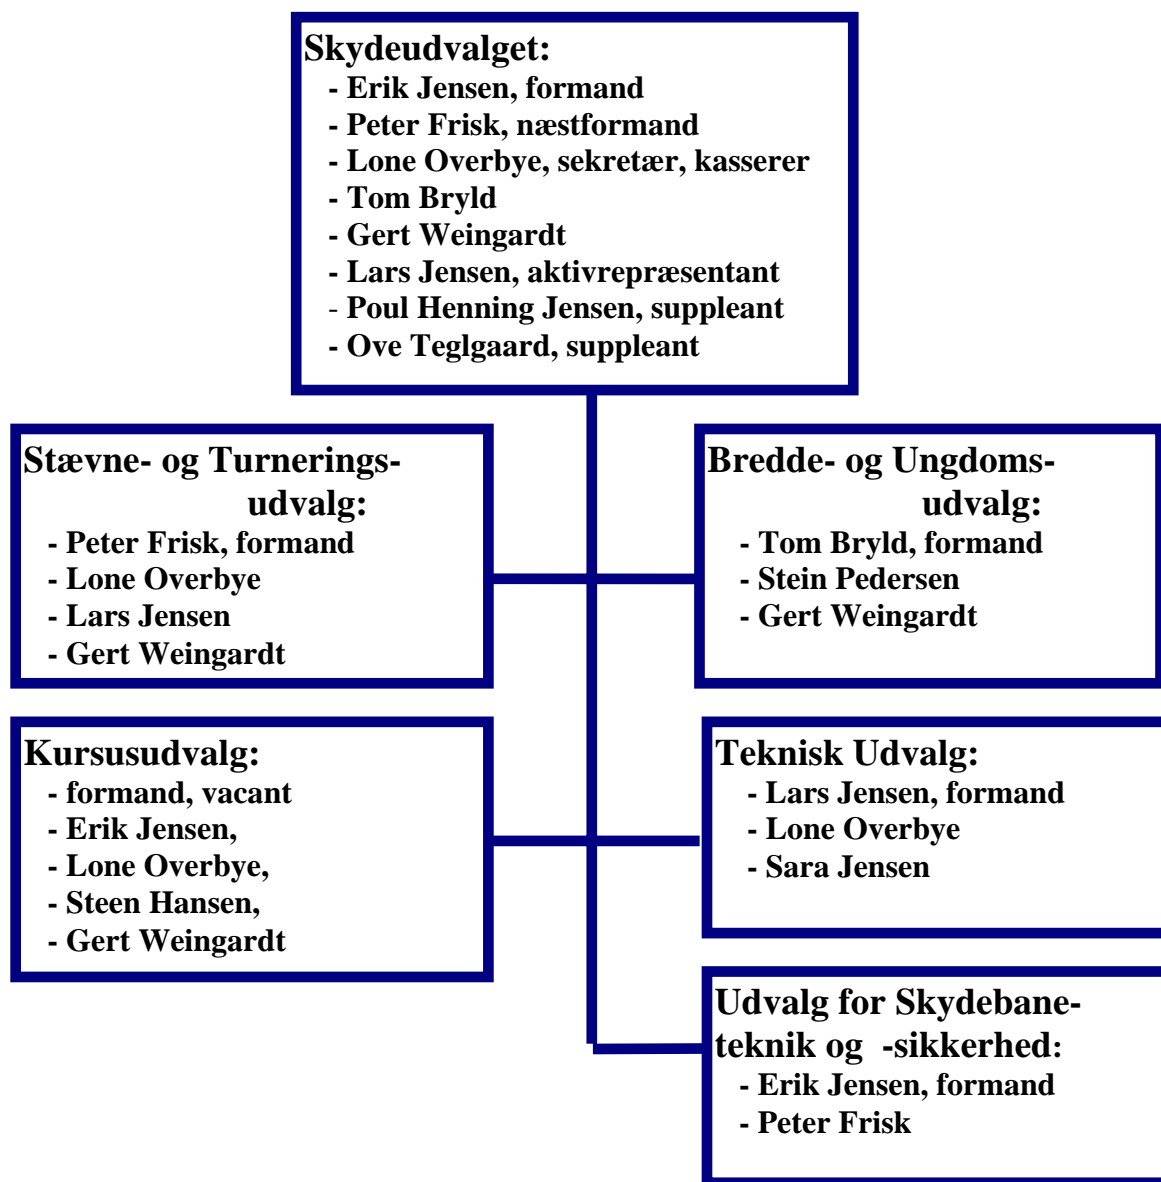 Skydeudvalget:
- Erik Jensen, formand
- Peter Frisk, næstformand
- Lone Overbye, sekretær, kasserer
- Tom Bryld
- Gert Weingardt
- Lars Jensen, aktivrepræsentant
- Poul Henning Jensen, suppleant
- Ove Teglgaard, suppleant
Stævne- og Turnerings-
udvalg:
- Peter Frisk, formand
- Lone Overbye
- Lars Jensen
- Gert Weingardt
Bredde- og Ungdoms-
udvalg:
- Tom Bryld, formand
- Stein Pedersen
- Gert Weingardt
Kursusudvalg:
- formand, vacant
- Erik Jensen,
- Lone Overbye,
- Steen Hansen,
- Gert Weingardt
Teknisk Udvalg:
- Lars Jensen, formand
- Lone Overbye
- Sara Jensen
Udvalg for Skydebane-
teknik og -sikkerhed:
- Erik Jensen, formand
- Peter Frisk